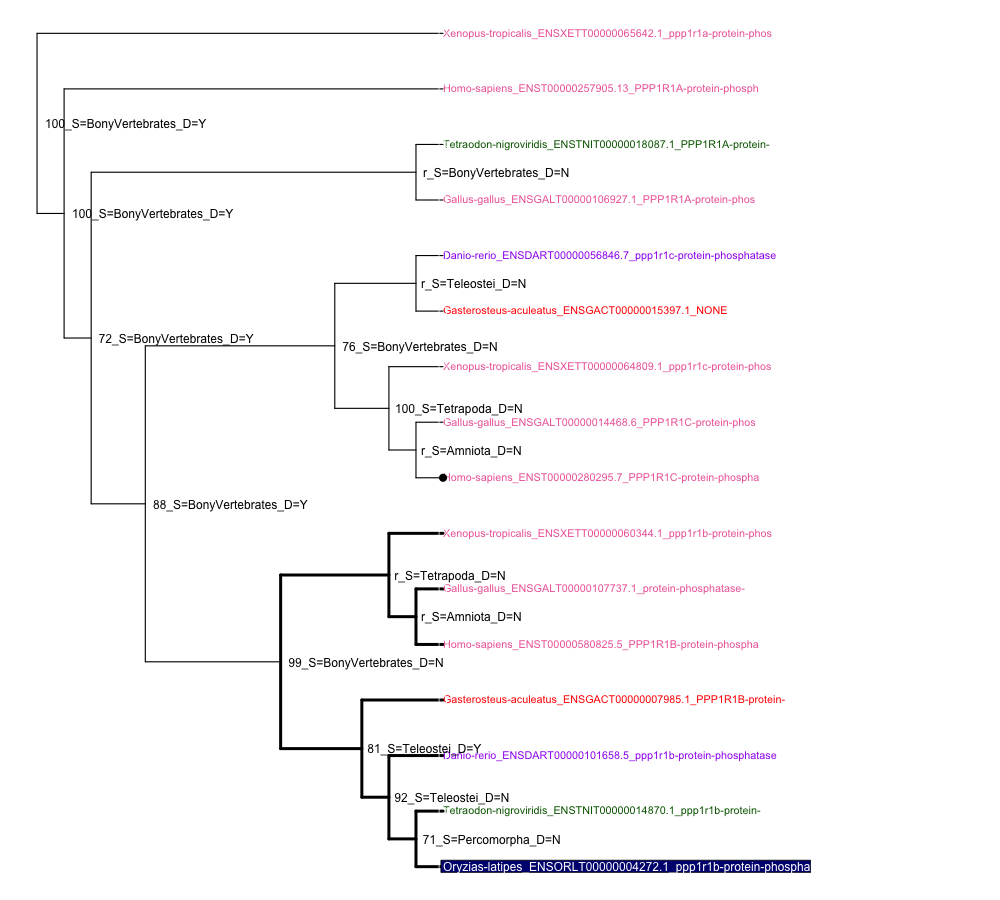 Xenopus-tropicalis_ENSXETT00000065642.1_ppp1r1a-protein-phos
Homo-sapiens_ENST00000257905.13_PPP1R1A-protein-phosph
100_S=BonyVertebrates_D=Y
Tetraodon-nigroviridis_ENSTNIT00000018087.1_PPP1R1A-protein-
r_S=BonyVertebrates_D=N
Gallus-gallus_ENSGALT00000106927.1_PPP1R1A-protein-phos
100_S=BonyVertebrates_D=Y
Danio-rerio_ENSDART00000056846.7_ppp1r1c-protein-phosphatase
r_S=Teleostei_D=N
Gasterosteus-aculeatus_ENSGACT00000015397.1_NONE
72_S=BonyVertebrates_D=Y
76_S=BonyVertebrates_D=N
Xenopus-tropicalis_ENSXETT00000064809.1_ppp1r1c-protein-phos
100_S=Tetrapoda_D=N
Gallus-gallus_ENSGALT00000014468.6_PPP1R1C-protein-phos
r_S=Amniota_D=N
Homo-sapiens_ENST00000280295.7_PPP1R1C-protein-phospha
88_S=BonyVertebrates_D=Y
Xenopus-tropicalis_ENSXETT00000060344.1_ppp1r1b-protein-phos
r_S=Tetrapoda_D=N
Gallus-gallus_ENSGALT00000107737.1_protein-phosphatase-
r_S=Amniota_D=N
Homo-sapiens_ENST00000580825.5_PPP1R1B-protein-phospha
99_S=BonyVertebrates_D=N
Gasterosteus-aculeatus_ENSGACT00000007985.1_PPP1R1B-protein-
81_S=Teleostei_D=Y
Danio-rerio_ENSDART00000101658.5_ppp1r1b-protein-phosphatase
92_S=Teleostei_D=N
Tetraodon-nigroviridis_ENSTNIT00000014870.1_ppp1r1b-protein-
71_S=Percomorpha_D=N
Oryzias-latipes_ENSORLT00000004272.1_ppp1r1b-protein-phospha